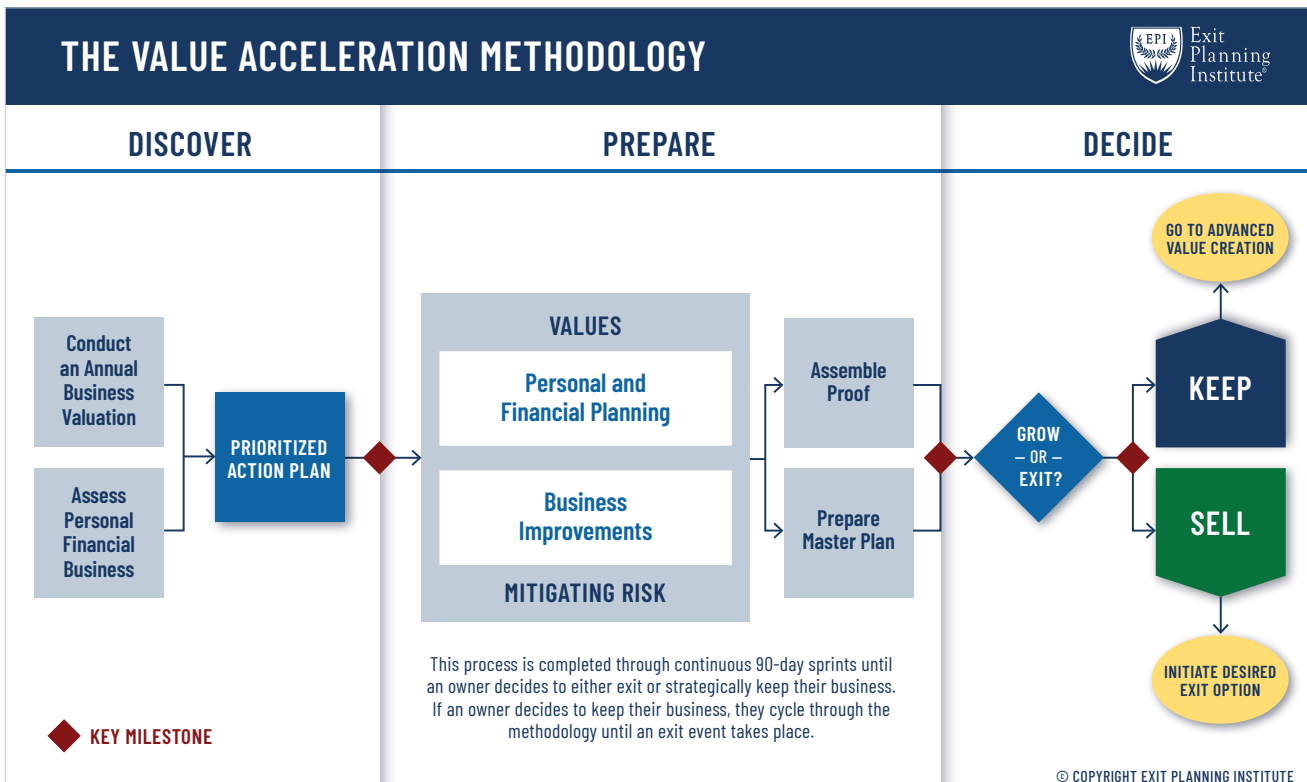 THE VALUE ACCELERATION METHODOLOGY
EPI
Exit
Planning
Institute®
DISCOVER
PREPARE
DECIDE
Conduct
an Annual
Business
Valuation
Assess
Personal
Financial
Business
PRIORITIZED
ACTION PLAN
VALUES
Personal and
Financial Planning
Business
Improvements
MITIGATING RISK
Assemble
Proof
Prepare
Master Plan
GROW
— OR —
EXIT?
GO TO ADVANCED
VALUE CREATION
KEEP
SELL
INITIATE DESIRED
EXIT OPTION
This process is completed through continuous 90-day sprints until
an owner decides to either exit or strategically keep their business.
If an owner decides to keep their business, they cycle through the
methodology until an exit event takes place.
KEY MILESTONE
© COPYRIGHT EXIT PLANNING INSTITUTE